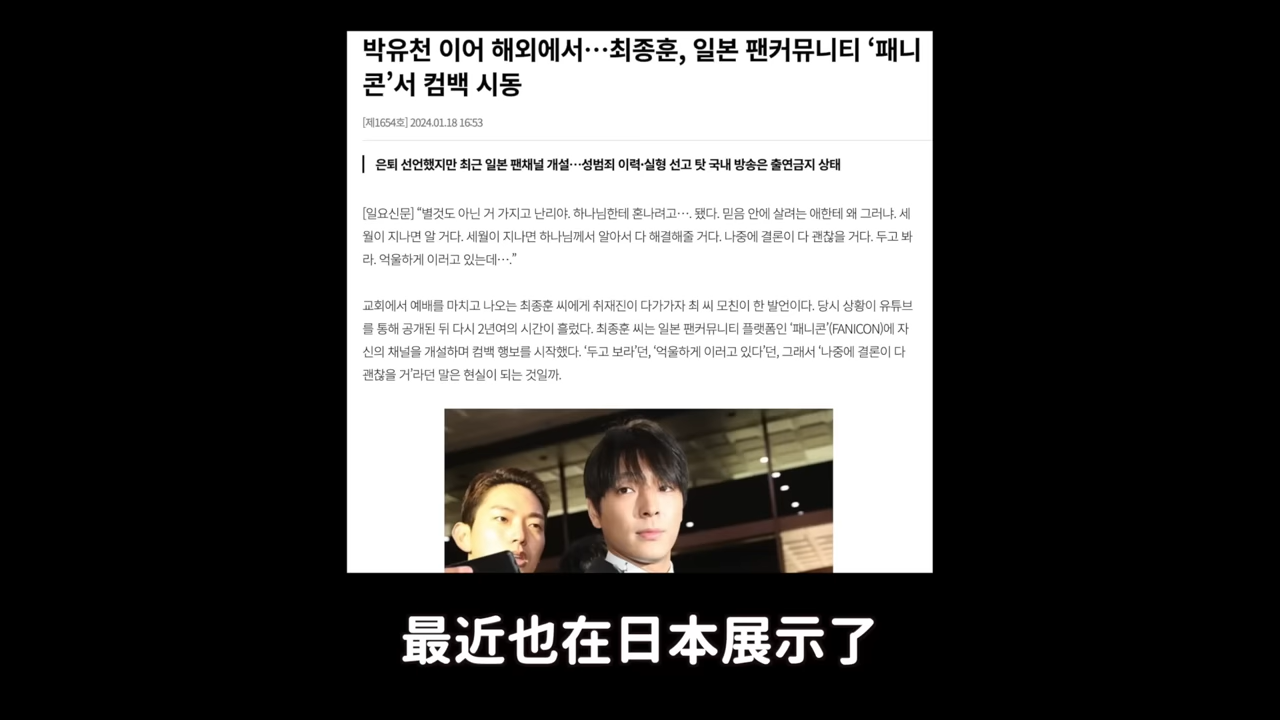 박유천 이어 해외에서…최종훈, 일본 팬커뮤니티 ‘패니
콘’서 컴백 시동
[제1654호] 2024.01.18 16:53
은퇴 선언했지만 최근 일본 팬채널 개설…성범죄 이력·실형 선고 탓 국내 방송은 출연금지 상태
[일요신문] “별것도 아닌 거 가지고 난리야. 하나님한테 혼나려고…. 됐다. 믿음 안에 살려는 애한테 왜 그러냐. 세
월이 지나면 알 거다. 세월이 지나면 하나님께서 알아서 다 해결해줄 거다. 나중에 결론이 다 괜찮을 거다. 두고 봐
라. 억울하게 이러고 있는데….”
교회에서 예배를 마치고 나오는 최종훈 씨에게 취재진이 다가가자 최 씨 모친이 한 발언이다. 당시 상황이 유튜브
를 통해 공개된 뒤 다시 2년여의 시간이 흘렀다. 최종훈 씨는 일본 팬커뮤니티 플랫폼인 ‘패니콘’(FANICON)에 자
신의 채널을 개설하며 컴백 행보를 시작했다. ‘두고 보라’던, ‘억울하게 이러고 있다’던, 그래서 ‘나중에 결론이 다
괜찮을 거’라던 말은 현실이 되는 것일까.
最近也在日本展示了